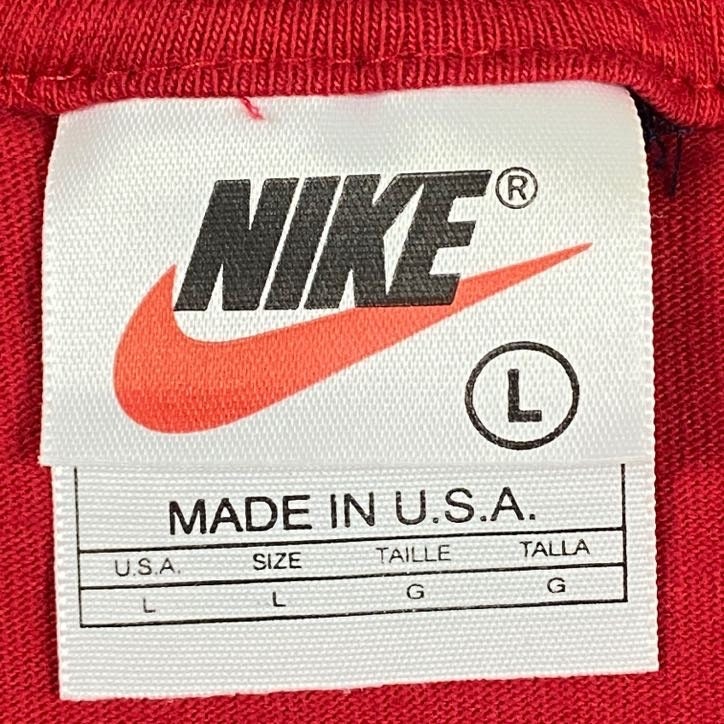 NIKE®
L
MADE IN U.S.A.
U.S.A. SIZE TAILLE TALLA
L L G G